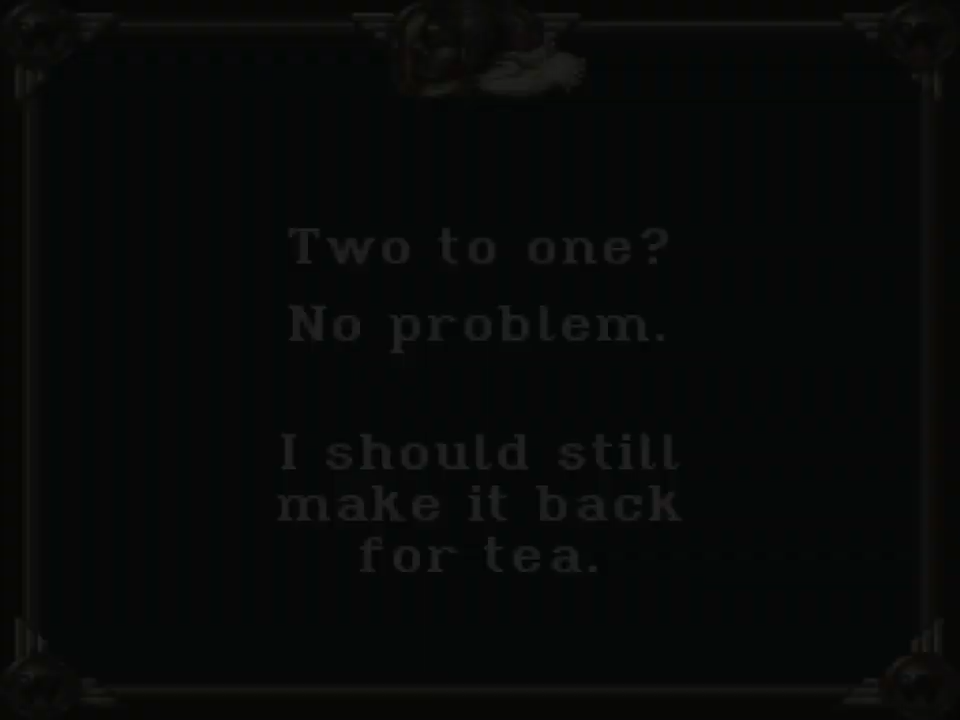 Two to one?
No problem.
I should still
make it back
for tea.